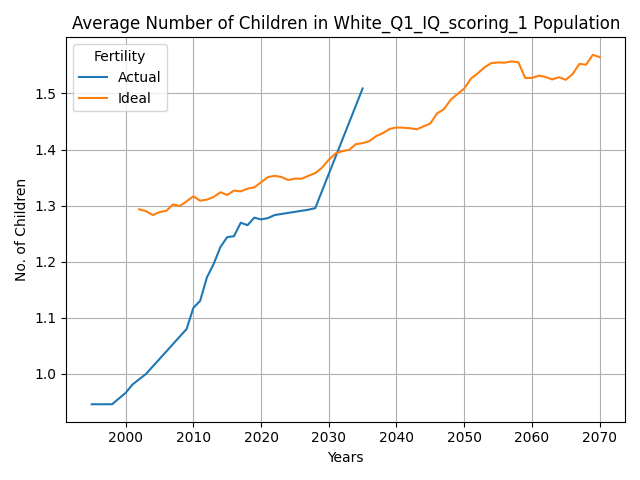 Average Number of Children in White_Q1_IQ_scoring_1 Population
Fertility
Actual
Ideal
No. of Children
1.5
1.4
1.3
1.2
1.1
1.0
2000 2010 2020 2030 2040 2050 2060 2070
Years